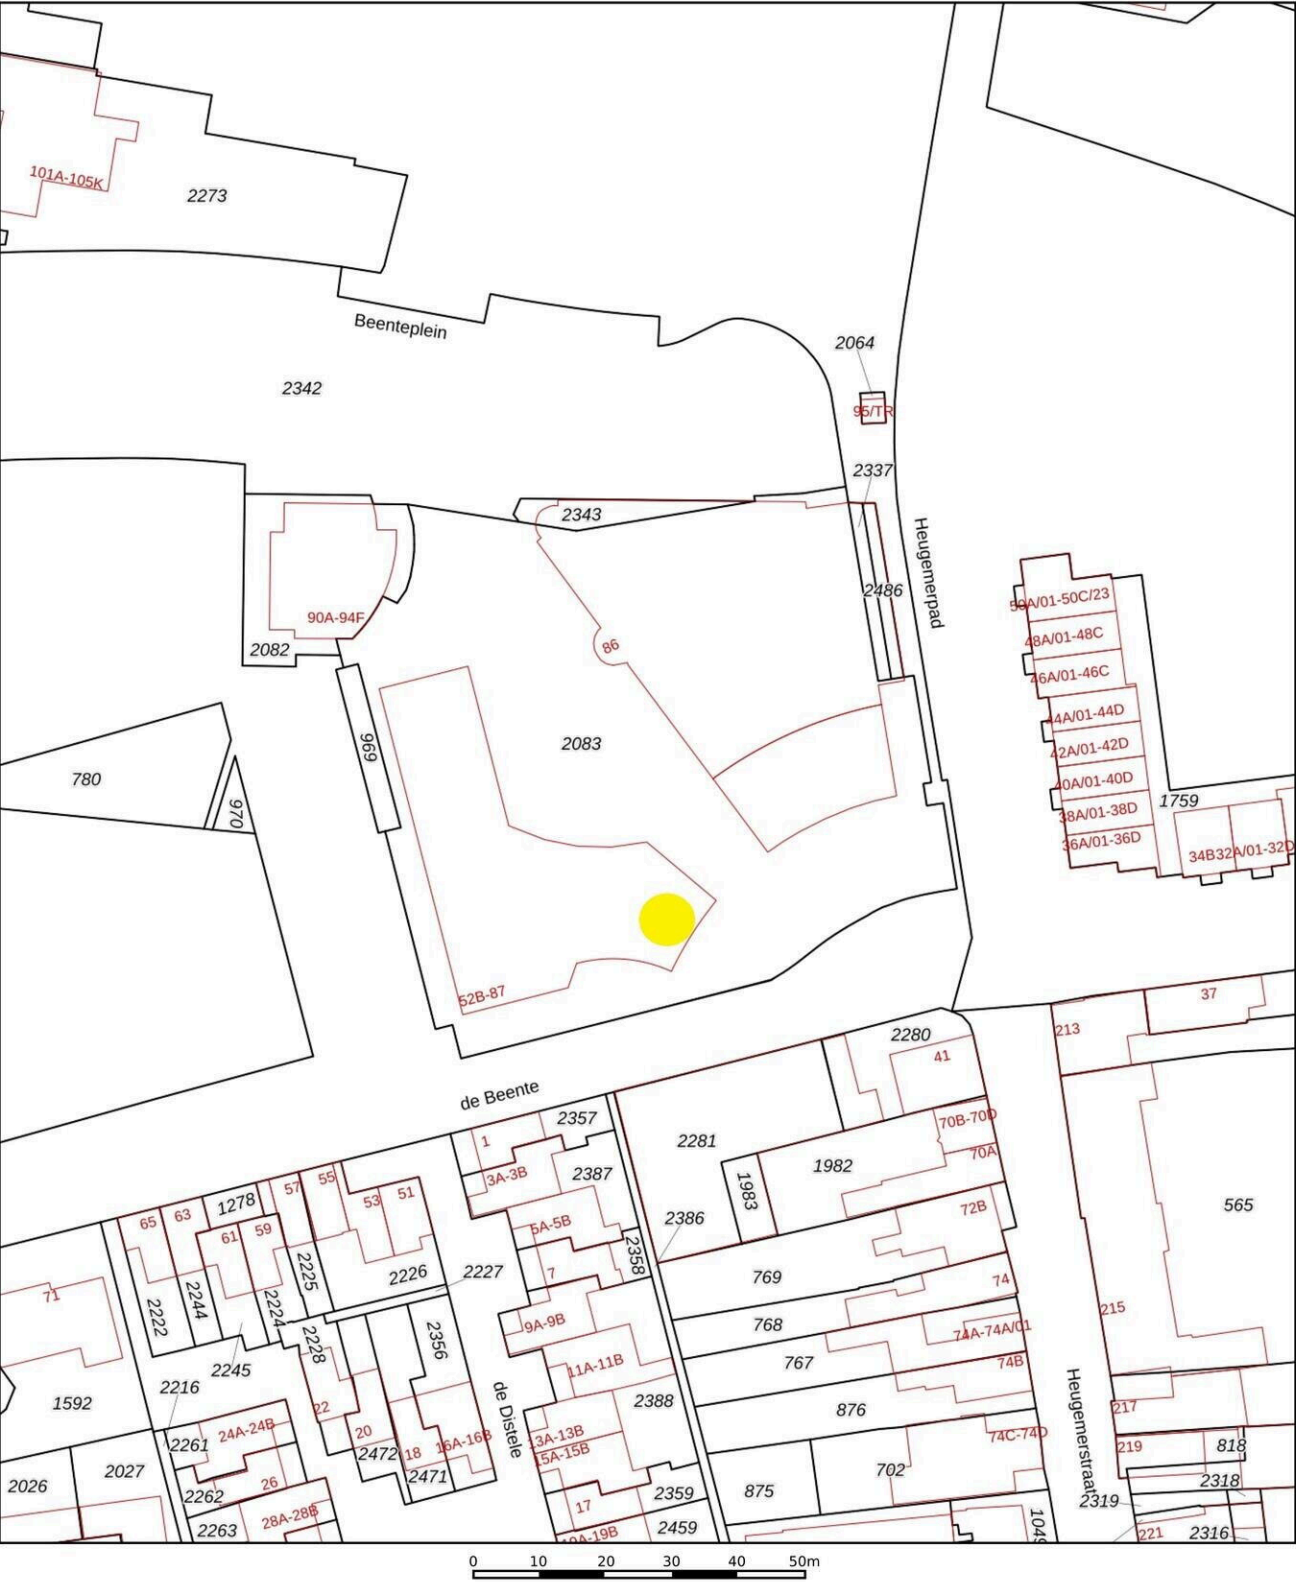 101A-105K
2273
Beenteplein
2342
2064
95/TR
2337
2343
2486
Heugemerpad
90A-94F
2082
86
969
2083
780
970
50A/01-50C/23
48A/01-48C
46A/01-46C
44A/01-44D
42A/01-42D
40A/01-40D
38A/01-38D
36A/01-36D
1759
34B
32A/01-32D
52B-87
37
213
2280
41
de Beente
2357
1
2281
70B-70D
3A-3B
2387
1983
1982
70A
57
55
53
51
1278
65
63
61
59
5A-5B
2386
72B
565
2358
7
2225
2226
2227
769
74
71
2222
2244
2224
215
9A-9B
768
74A-74A/01
2228
2356
2245
11A-11B
767
74B
2216
1592
22
2388
876
Heugemerstraat
217
24A-24B
20
de Distele
13A-13B
74C-74D
2261
18
16A-16B
15A-15B
219
818
2472
2027
2471
702
2318
2026
26
2359
875
2262
17
2319
28A-28B
2263
2459
1049
221
2316
19A-19B
0 10 20 30 40 50m